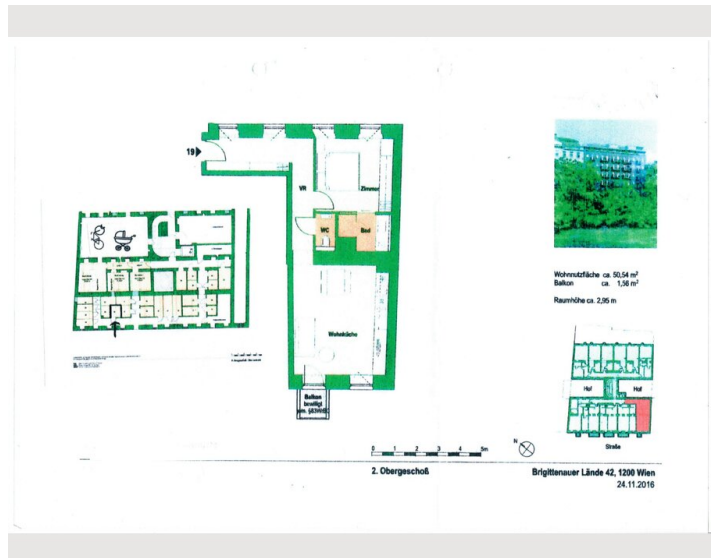 19
VR
Zimmer
WC
Bad
Wohnküche
Balkon
bewilligt
0 1 2 3 4 5m
N
2. Obergeschoß
Wohnnutzfläche ca. 50,54 m²
Balkon ca. 1,56 m²
Raumhöhe ca. 2,95 m
Hof Hof
Straße
Brigittenauer Lände 42, 1200 Wien
24.11.2016